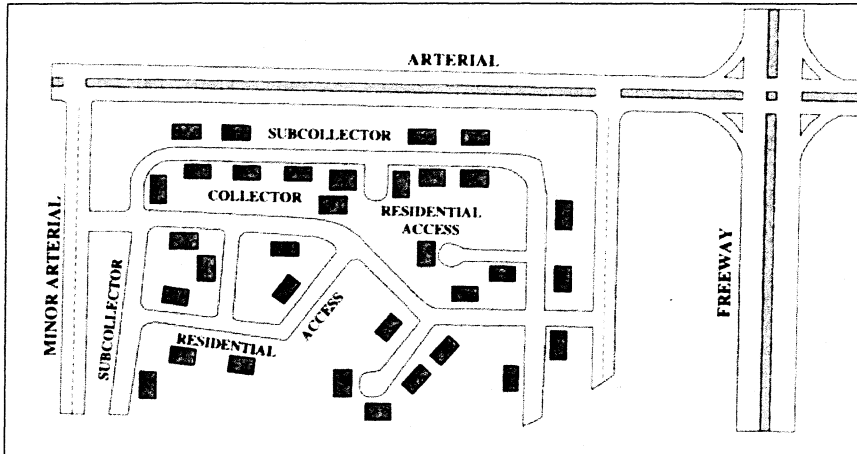 ARTERIAL
SUBCOLLECTOR
COLLECTOR
RESIDENTIAL
ACCESS
MINOR ARTERIAL
SUBCOLLECTOR
RESIDENTIAL
ACCESS
FREEWAY